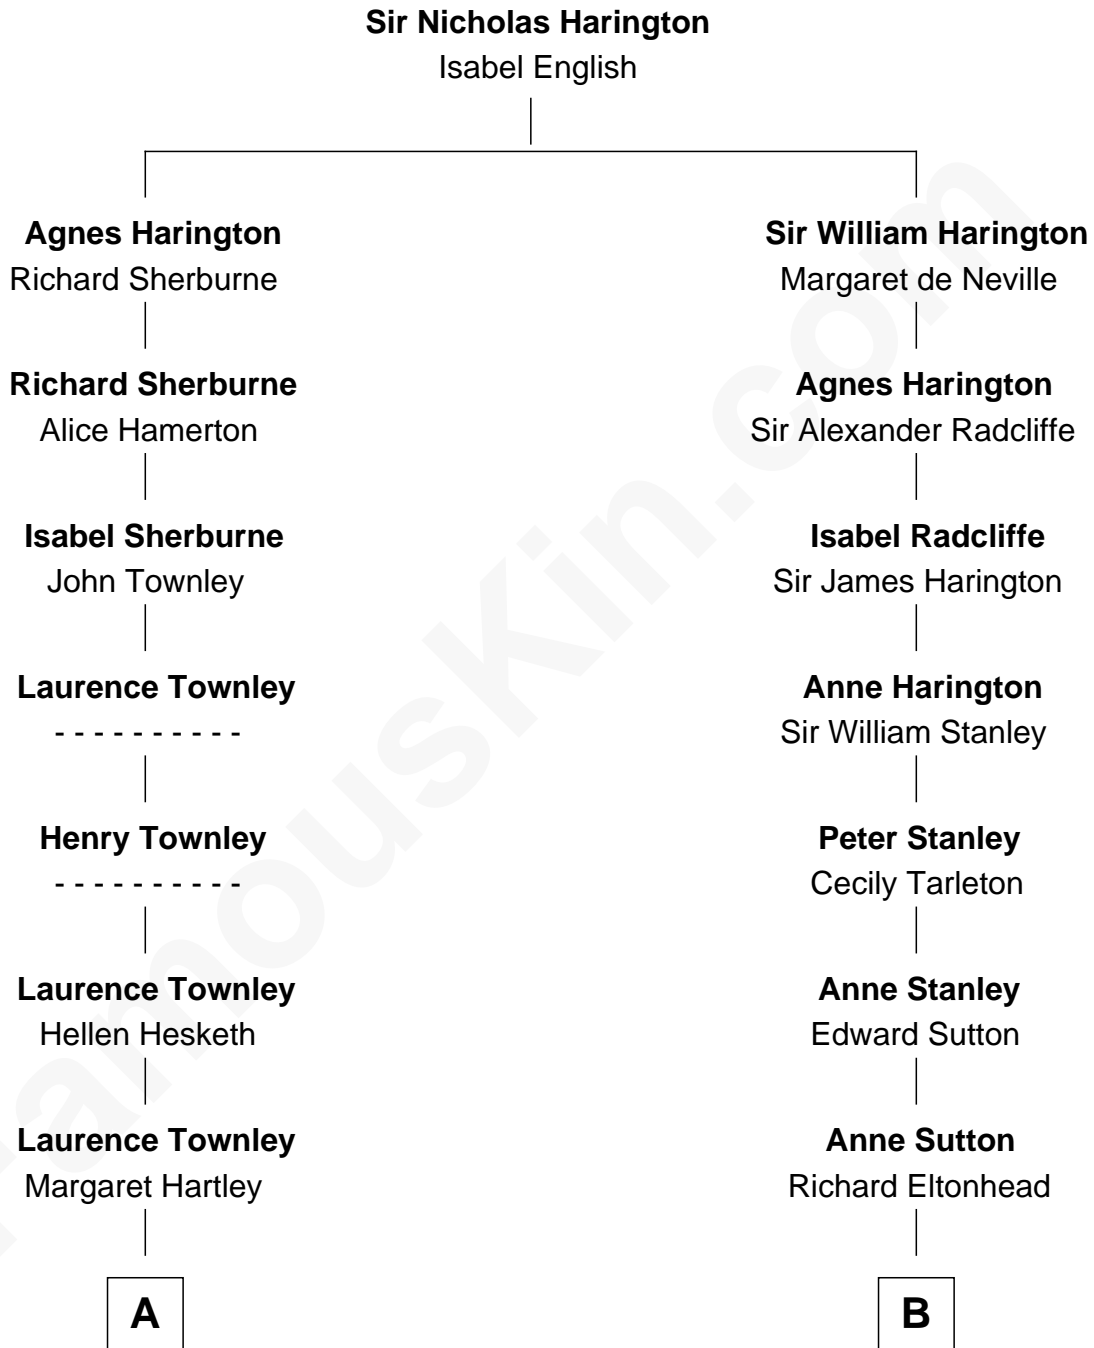 Sir Nicholas Harington
Isabel English
Agnes Harington
Richard Sherburne
Sir William Harington
Margaret de Neville
Richard Sherburne
Alice Hamerton
Agnes Harington
Sir Alexander Radcliffe
Isabel Sherburne
John Townley
Isabel Radcliffe
Sir James Harington
Laurence Townley
- - - - - - - - - -
Anne Harington
Sir William Stanley
Henry Townley
- - - - - - - - - -
Peter Stanley
Cecily Tarleton
Laurence Townley
Hellen Hesketh
Anne Stanley
Edward Sutton
Laurence Townley
Margaret Hartley
Anne Sutton
Richard Eltonhead
A
B
FamousKin.com